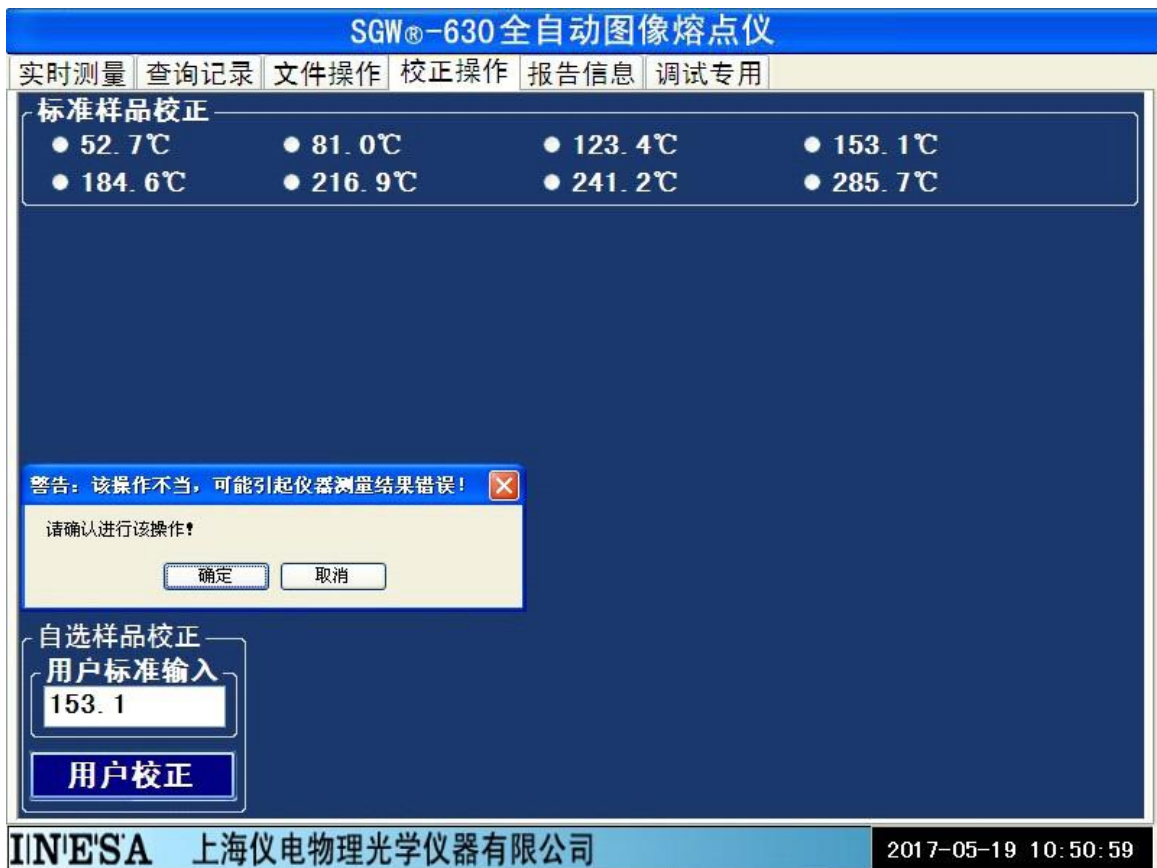 SGW®-630全自动图像熔点仪
实时测量 查询记录 文件操作 校正操作 报告信息 调试专用
标准样品校正
52.7℃ 81.0℃ 123.4℃ 153.1℃
184.6℃ 216.9℃ 241.2℃ 285.7℃
警告：该操作不当，可能引起仪器测量结果错误！
请确认进行该操作！
确定 取消
自选样品校正
用户标准输入
153.1
用户校正
INESA 上海仪电物理光学仪器有限公司 2017-05-19 10:50:59